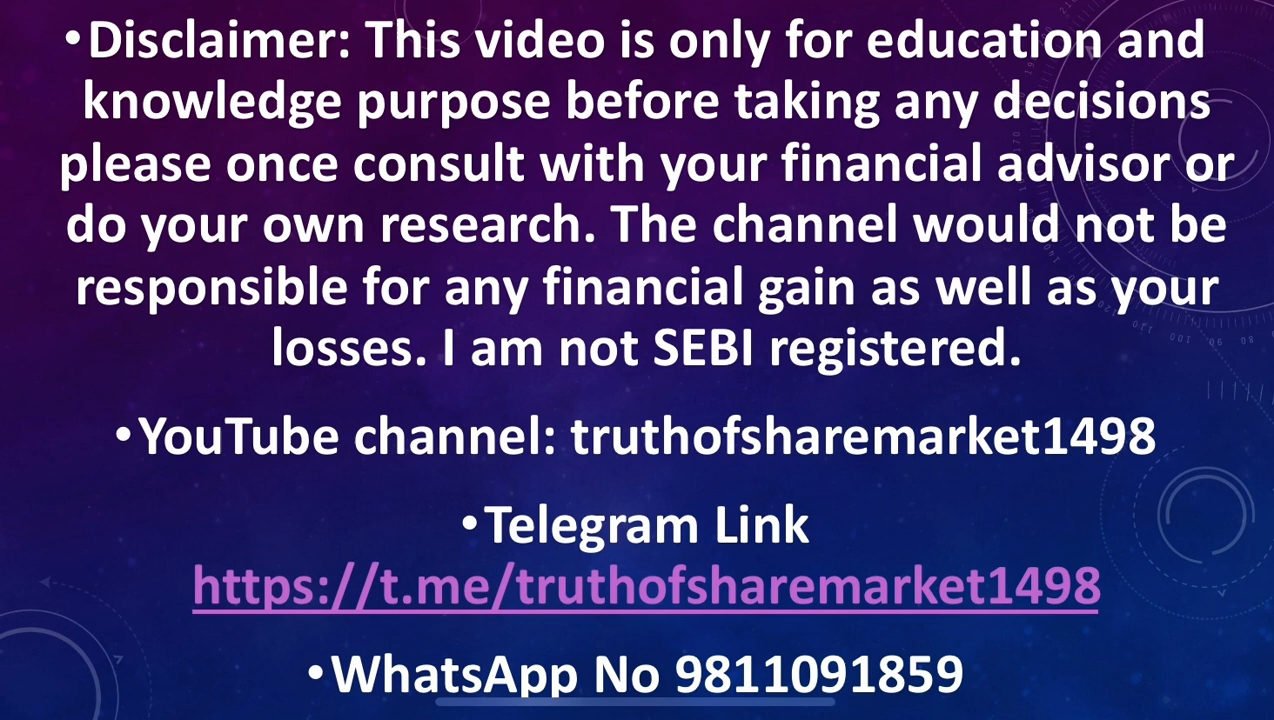 •Disclaimer: This video is only for education and
knowledge purpose before taking any decisions
please once consult with your financial advisor or
do your own research. The channel would not be
responsible for any financial gain as well as your
losses. I am not SEBI registered.
•YouTube channel: truthofsharemarket1498
•Telegram Link
https://t.me/truthofsharemarket1498
•WhatsApp No 9811091859